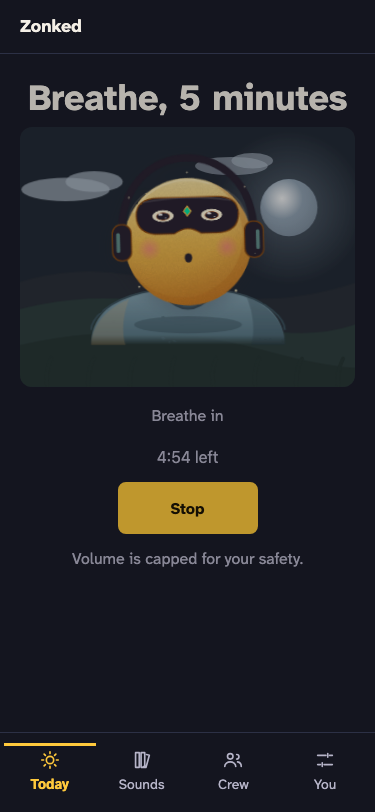 Zonked
Breathe, 5 minutes
Breathe in
4:54 left
Stop
Volume is capped for your safety.
Today
Sounds
Crew
You